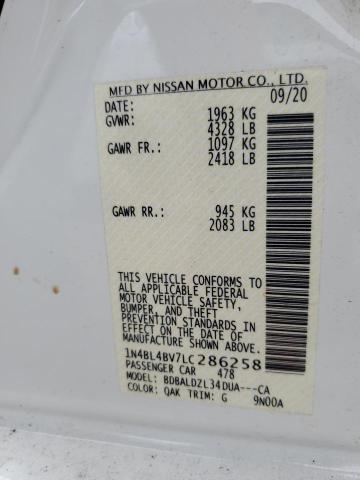 MFD BY NISSAN MOTOR CO., LTD.
DATE: 09/20
GVWR: 1963 KG
4328 LB
GAWR FR.: 1097 KG
2418 LB
GAWR RR.: 945 KG
2083 LB
THIS VEHICLE CONFORMS TO
ALL APPLICABLE FEDERAL
MOTOR VEHICLE SAFETY,
BUMPER, AND THEFT
PREVENTION STANDARDS IN
EFFECT ON THE DATE OF
MANUFACTURE SHOWN ABOVE.
1N4BL4BV7LC286258
PASSENGER CAR 478
MODEL: BDBALDZL34DUA---CA
COLOR: QAK TRIM: G 9N00A